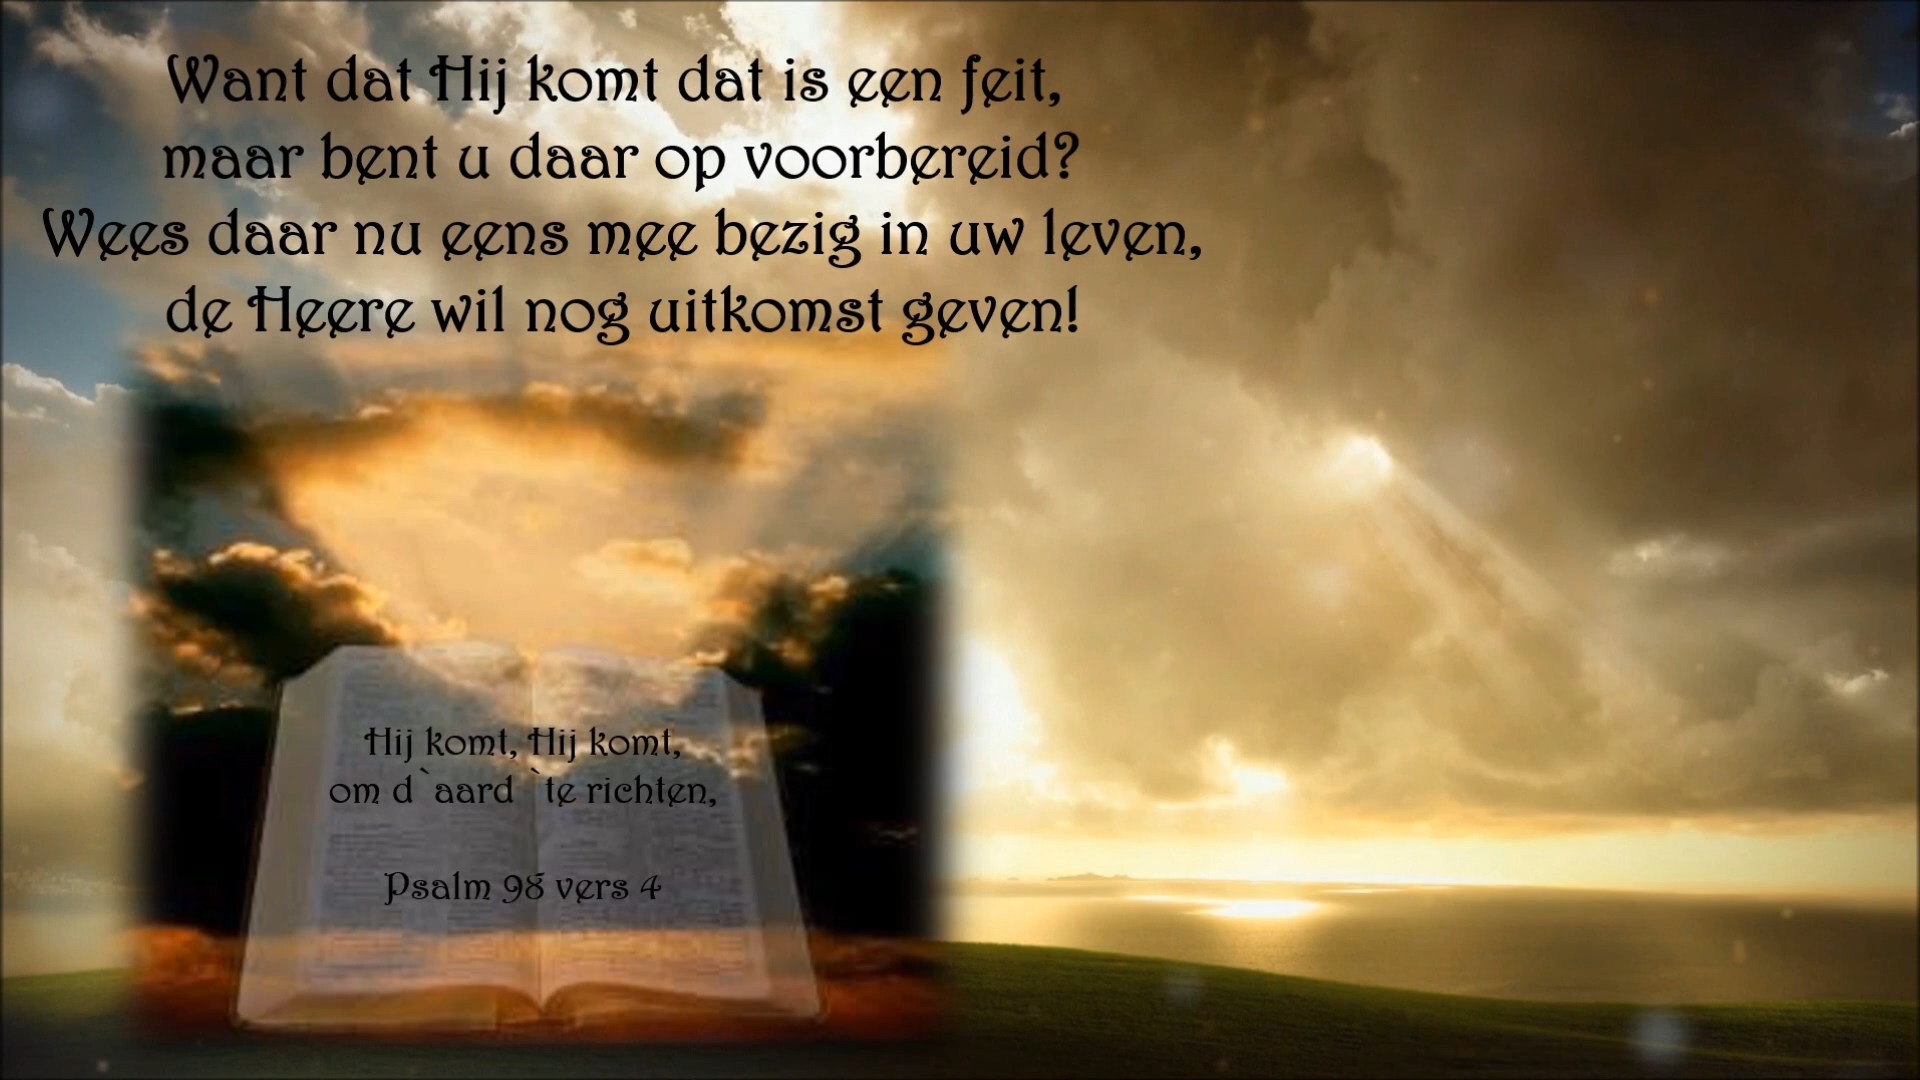 Want dat Hij komt dat is een feit,
maar bent u daar op voorbereid?
Wees daar nu eens mee bezig in uw leven,
de Heere wil nog uitkomst geven!
Hij komt, Hij komt,
om d`aard `te richten,
Psalm 98 vers 4